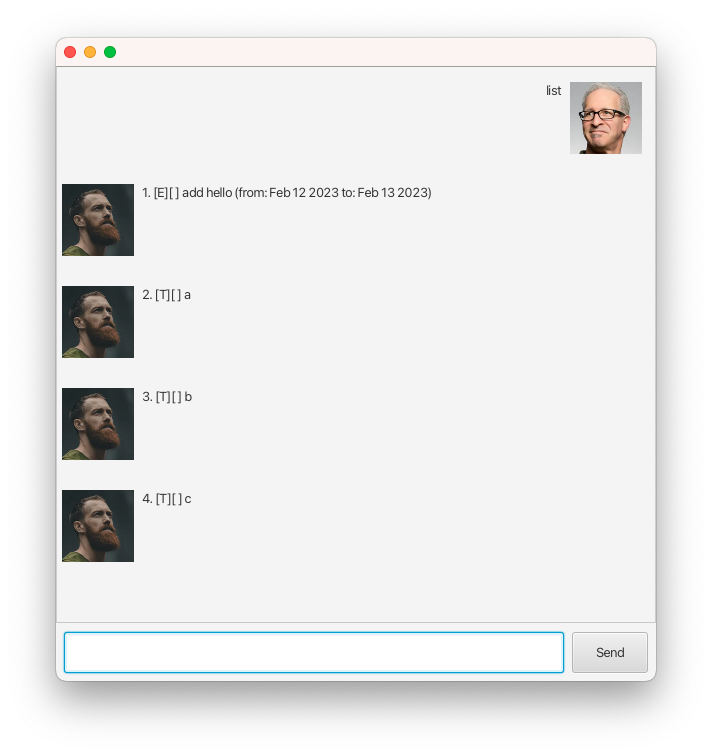 list
1. [E][ ] add hello (from: Feb 12 2023 to: Feb 13 2023)
2. [T][ ] a
3. [T][ ] b
4. [T][ ] c
Send